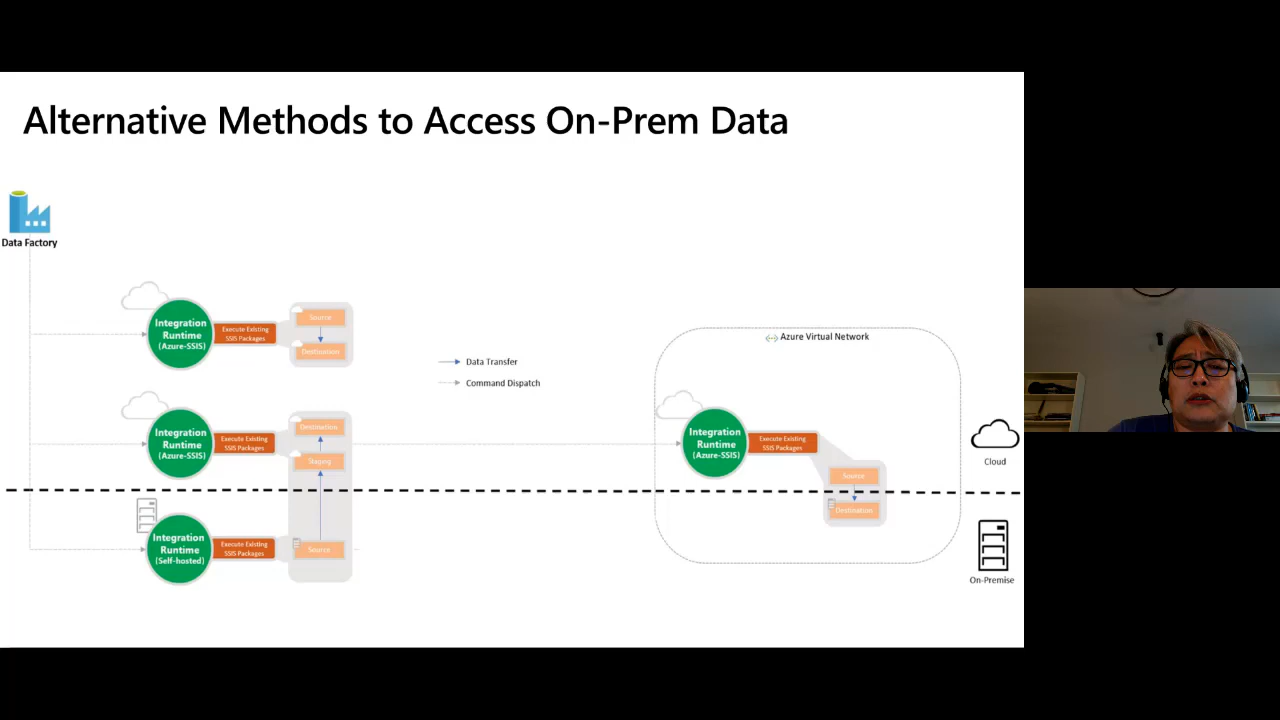 Alternative Methods to Access On-Prem Data
Data Factory
Integration
Runtime
(Azure-SSIS)
Execute Existing
SSIS Packages
Source
Destination
Data Transfer
Command Dispatch
Azure Virtual Network
Integration
Runtime
(Azure-SSIS)
Execute Existing
SSIS Packages
Destination
Staging
Integration
Runtime
(Azure-SSIS)
Execute Existing
SSIS Packages
Source
Destination
Cloud
Integration
Runtime
(Self-hosted)
Execute Existing
SSIS Packages
Source
On-Premise